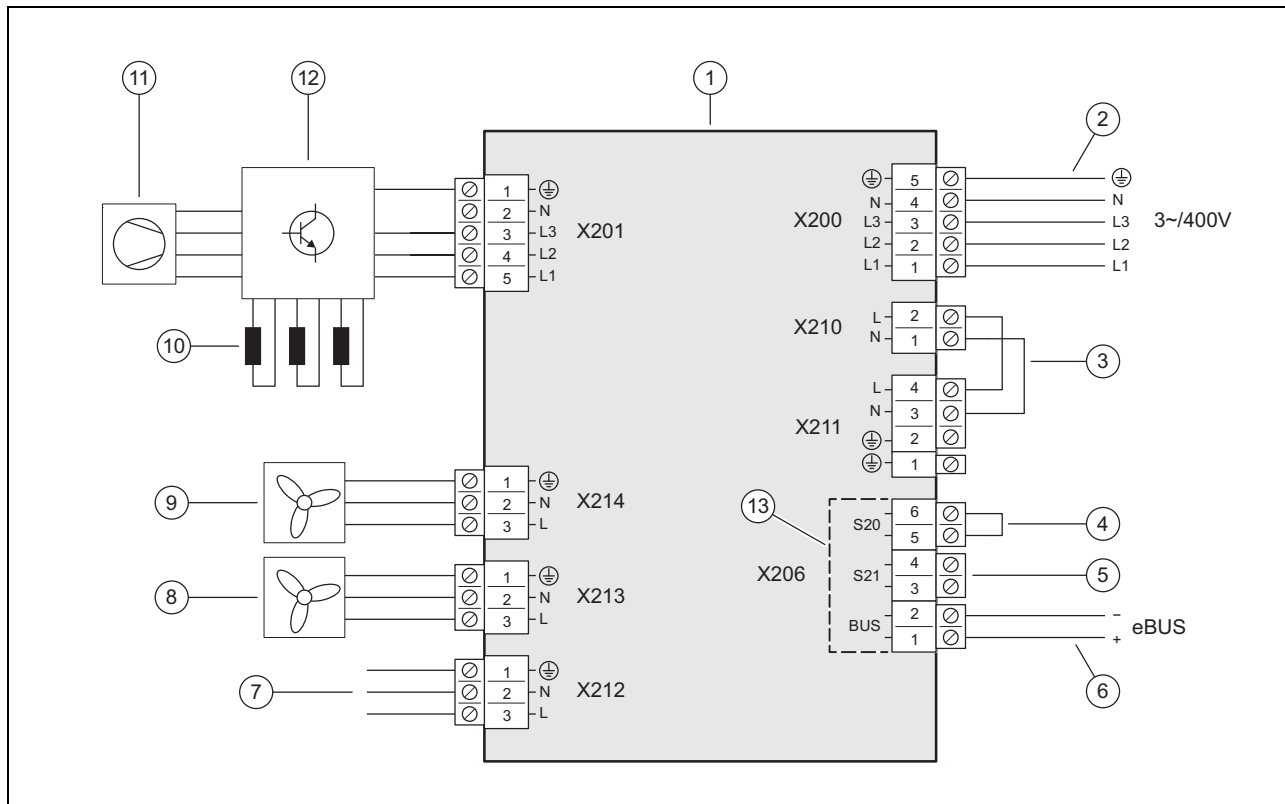 11
12
1
2
X201
1
2 N
3 L3
4 L2
5 L1
X200
5
N 4 N
L3 3 L3
L2 2 L2
L1 1 L1
3~/400V
X210
L 2
N 1
3
10
X211
L 4
N 3
2
1
9
1
2 N
3 L
X214
13
X206
S20
6
5
4
S21
4
3
5
BUS
2 −
1 +
eBUS
6
8
1
2 N
3 L
X213
7
1
2 N
3 L
X212